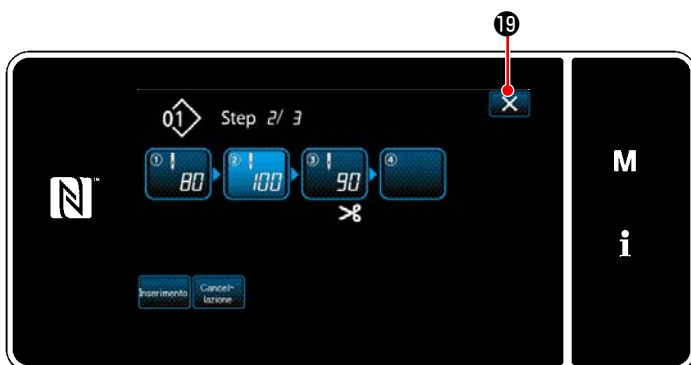 ⓳
01 Step 2/ 3
① 80 ② 100 ③ 90 ④
M
i
Inserimento Cancel-
lazione